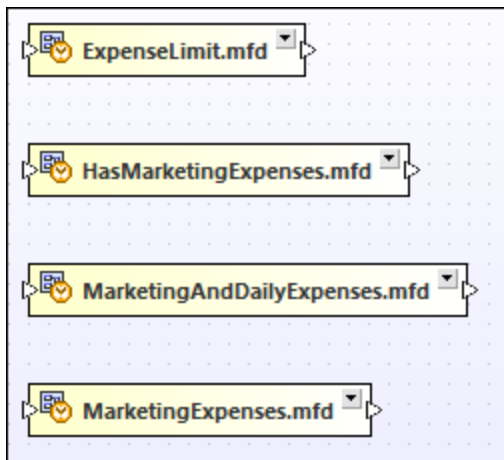 ExpenseLimit.mfd
HasMarketingExpenses.mfd
MarketingAndDailyExpenses.mfd
MarketingExpenses.mfd